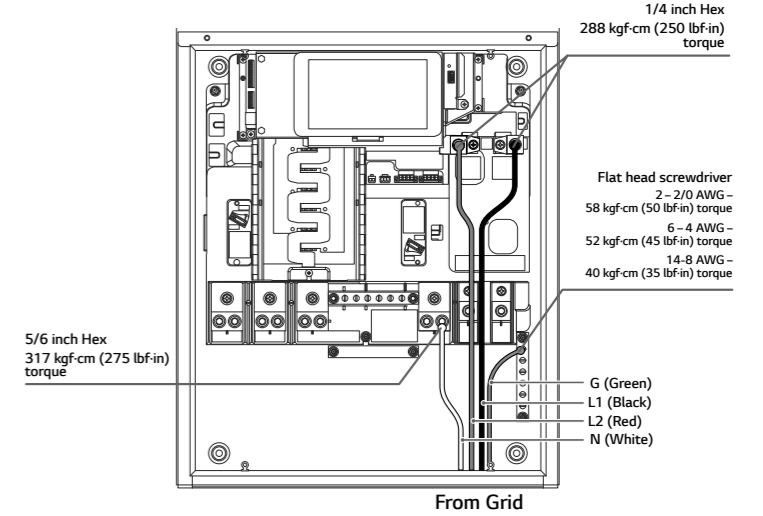 1/4 inch Hex
288 kgf·cm (250 lbf·in)
torque
Flat head screwdriver
2 – 2/0 AWG –
58 kgf·cm (50 lbf·in) torque
6 – 4 AWG –
52 kgf·cm (45 lbf·in) torque
14-8 AWG –
40 kgf·cm (35 lbf·in) torque
5/6 inch Hex
317 kgf·cm (275 lbf·in)
torque
G (Green)
L1 (Black)
L2 (Red)
N (White)
From Grid